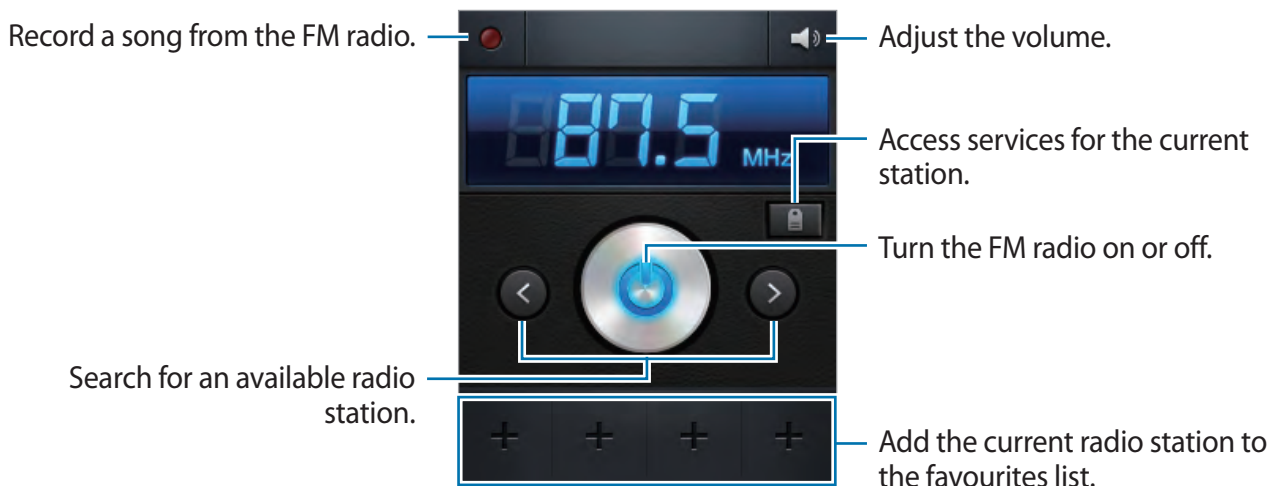 Record a song from the FM radio.
Adjust the volume.
87.5 MHz
Access services for the current
station.
Turn the FM radio on or off.
Search for an available radio
station.
Add the current radio station to
the favourites list.